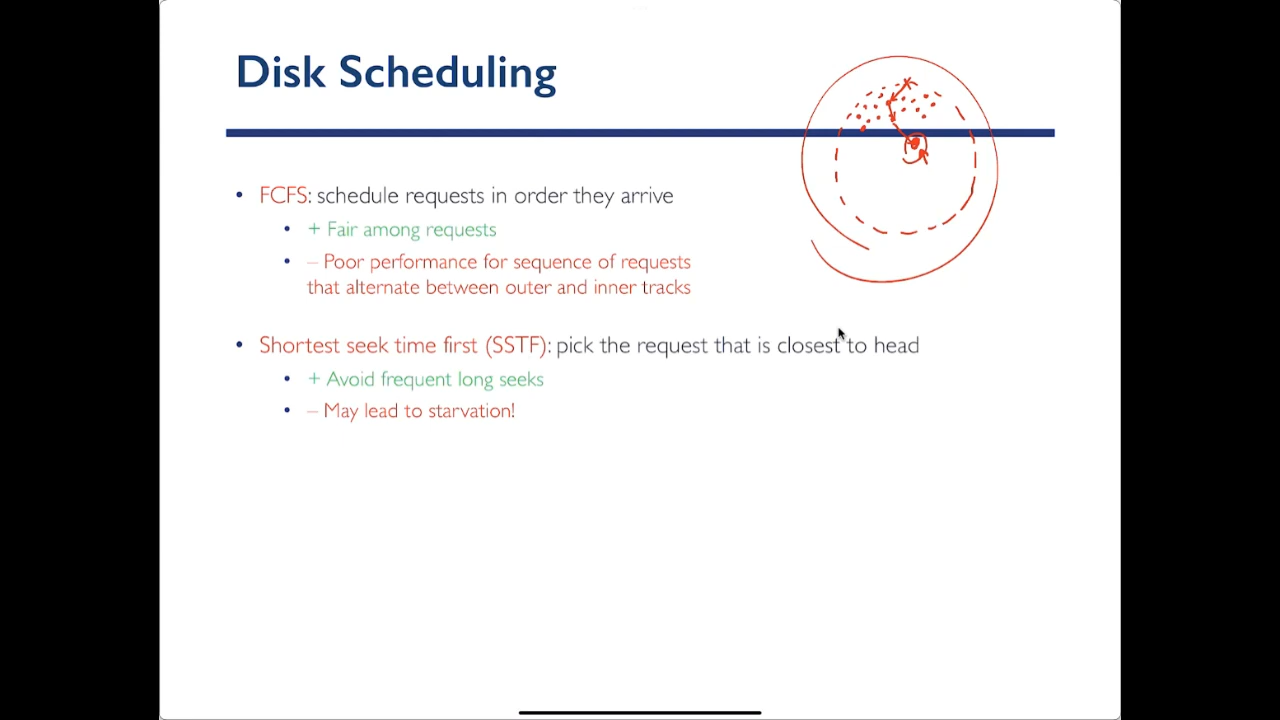 Disk Scheduling
• FCFS: schedule requests in order they arrive
• + Fair among requests
• – Poor performance for sequence of requests
that alternate between outer and inner tracks
• Shortest seek time first (SSTF): pick the request that is closest to head
• + Avoid frequent long seeks
• – May lead to starvation!